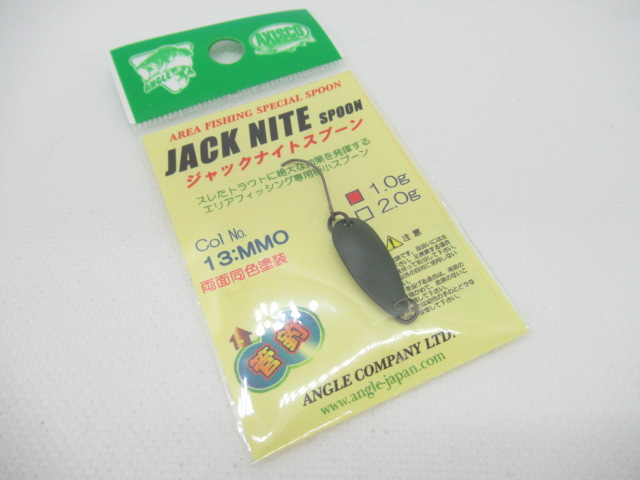 ANGLE
AXISCO
AREA FISHING SPECIAL SPOON
JACK NITE SPOON
ジャックナイトスプーン
スレたトラウトに絶大な効果を発揮する
エリアフィッシング専用極小スプーン
1.0g
2.0g
Col No.
13:MMO
両面同色塗装
注意
管釣
ANGLE COMPANY LTD.
www.angle-japan.com